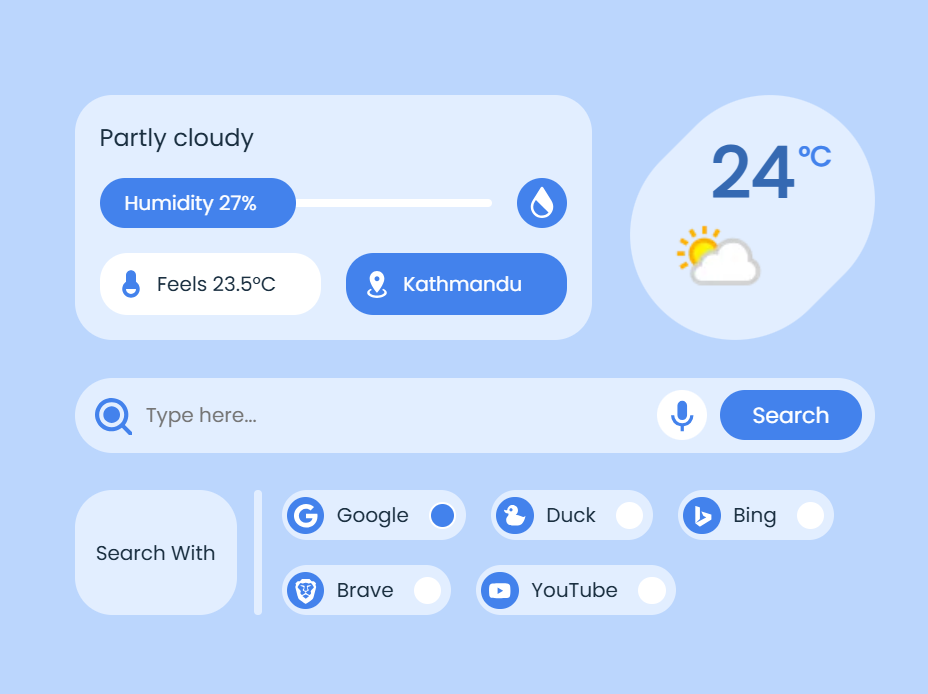 Partly cloudy
Humidity 27%
Feels 23.5°C
Kathmandu
24°C
Type here...
Search
Search With
Google
Duck
Bing
Brave
YouTube